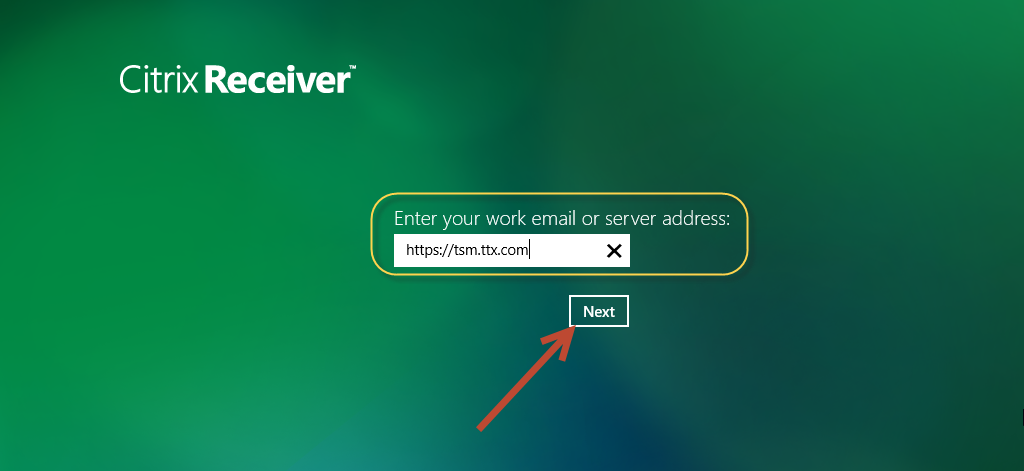 Citrix Receiver™
Enter your work email or server address:
https://tsm.ttx.com
Next